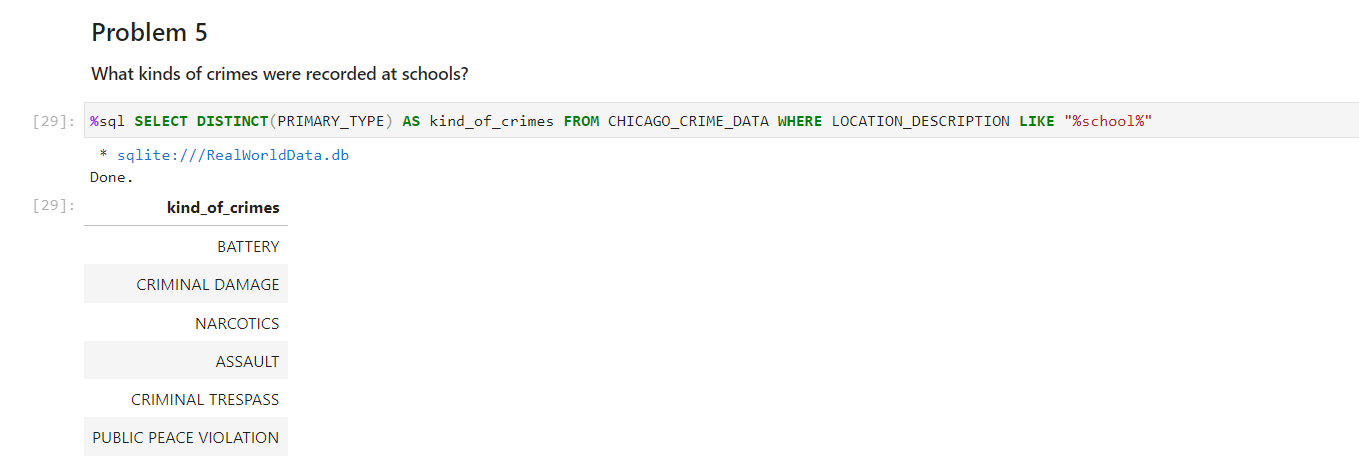 Problem 5
What kinds of crimes were recorded at schools?
[29]: %sql SELECT DISTINCT(PRIMARY_TYPE) AS kind_of_crimes FROM CHICAGO_CRIME_DATA WHERE LOCATION_DESCRIPTION LIKE "%school%"
* sqlite:///RealWorldData.db
Done.
[29]: kind_of_crimes
BATTERY
CRIMINAL DAMAGE
NARCOTICS
ASSAULT
CRIMINAL TRESPASS
PUBLIC PEACE VIOLATION